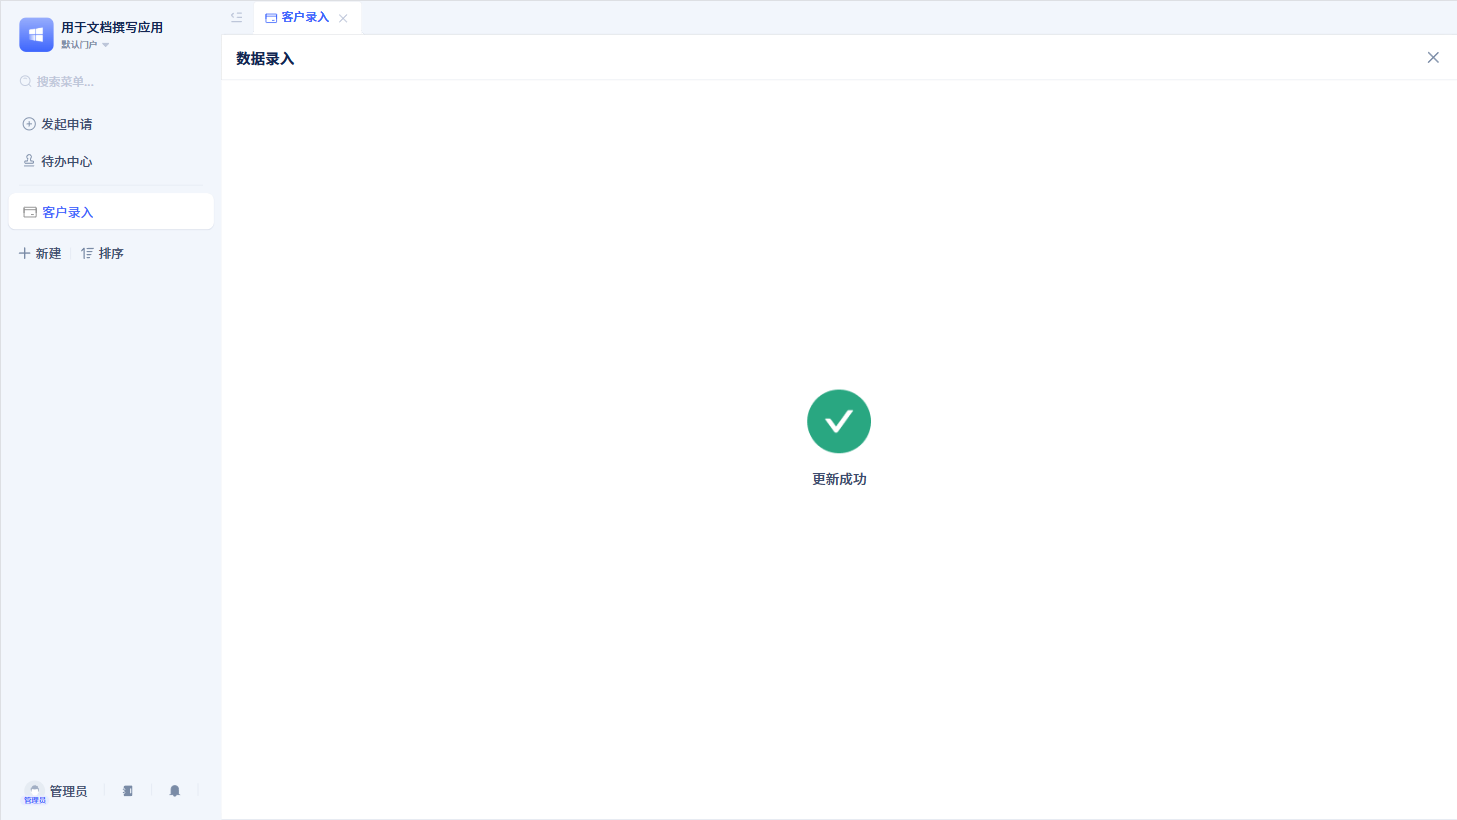 用于文档撰写应用
默认门户
搜索菜单...
发起申请
待办中心
客户录入
新建
排序
管理员
管理员
客户录入
数据录入
更新成功